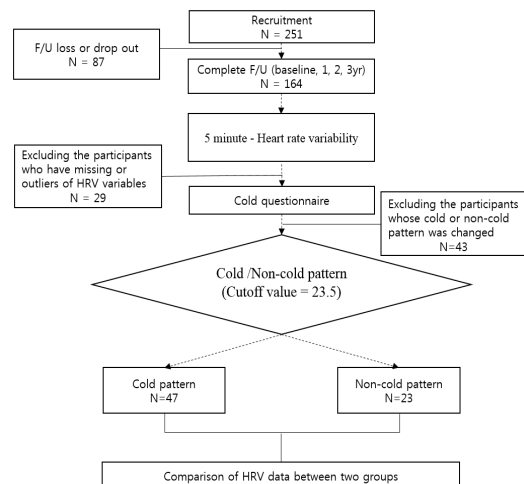 Recruitment
N = 251
F/U loss or drop out
N = 87
Complete F/U (baseline, 1, 2, 3yr)
N = 164
5 minute - Heart rate variability
Excluding the participants
who have missing or
outliers of HRV variables
N = 29
Cold questionnaire
Excluding the participants
whose cold or non-cold
pattern was changed
N=43
Cold /Non-cold pattern
(Cutoff value = 23.5)
Cold pattern
N=47
Non-cold pattern
N=23
Comparison of HRV data between two groups